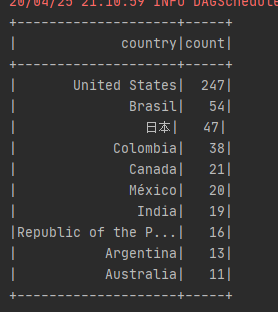 20/04/25 21:10:59 INFO DAGSchedule
+--------------------+-----+
|             country|count|
+--------------------+-----+
|       United States|  247|
|              Brasil|   54|
|                  日本|   47|
|            Colombia|   38|
|              Canada|   21|
|              México|   20|
|               India|   19|
|Republic of the P...|   16|
|           Argentina|   13|
|           Australia|   11|
+--------------------+-----+